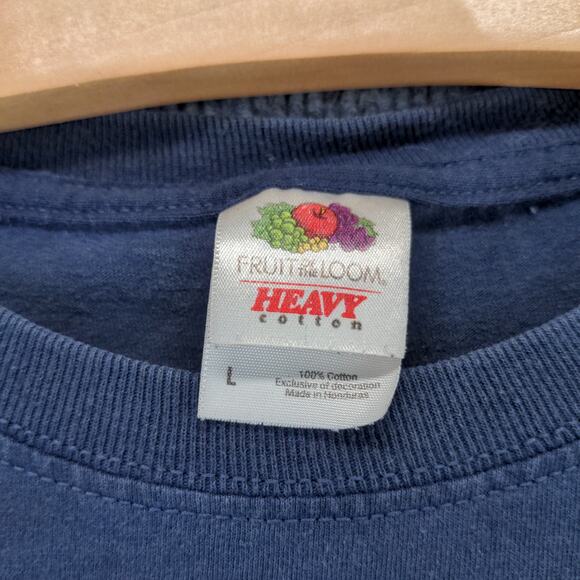 FRUIT OF THE LOOM®
HEAVY
cotton
L
100% Cotton
Exclusive of decoration
Made in Honduras